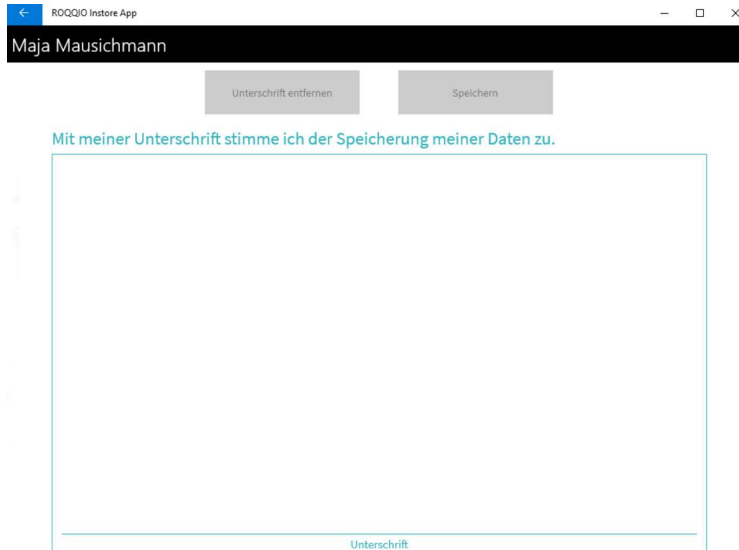 ROQQIO Instore App
Maja Mausichmann
Unterschrift entfernen Speichern
Mit meiner Unterschrift stimme ich der Speicherung meiner Daten zu.
Unterschrift